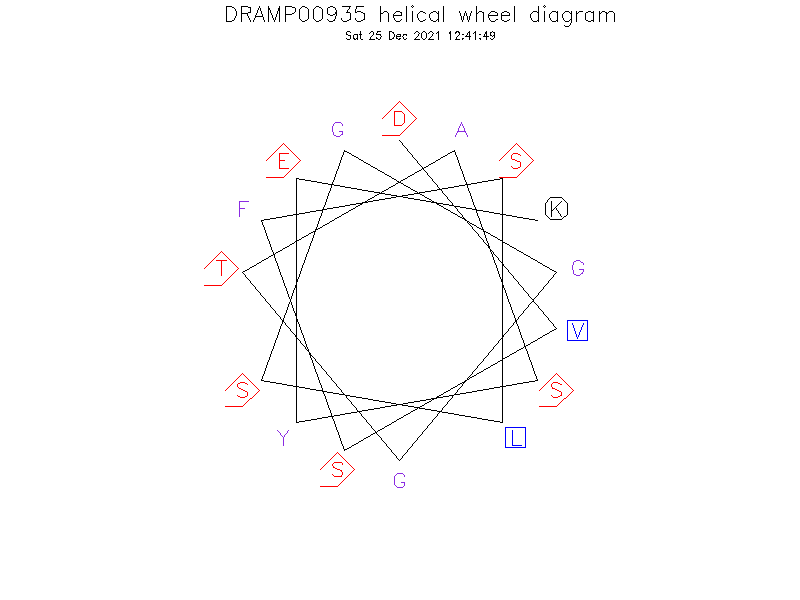 DRAMP00935 helical wheel diagram
Sat 25 Dec 2021 12:41:49
D
G
A
E
S
F
K
T
G
V
S
S
Y
L
S
G